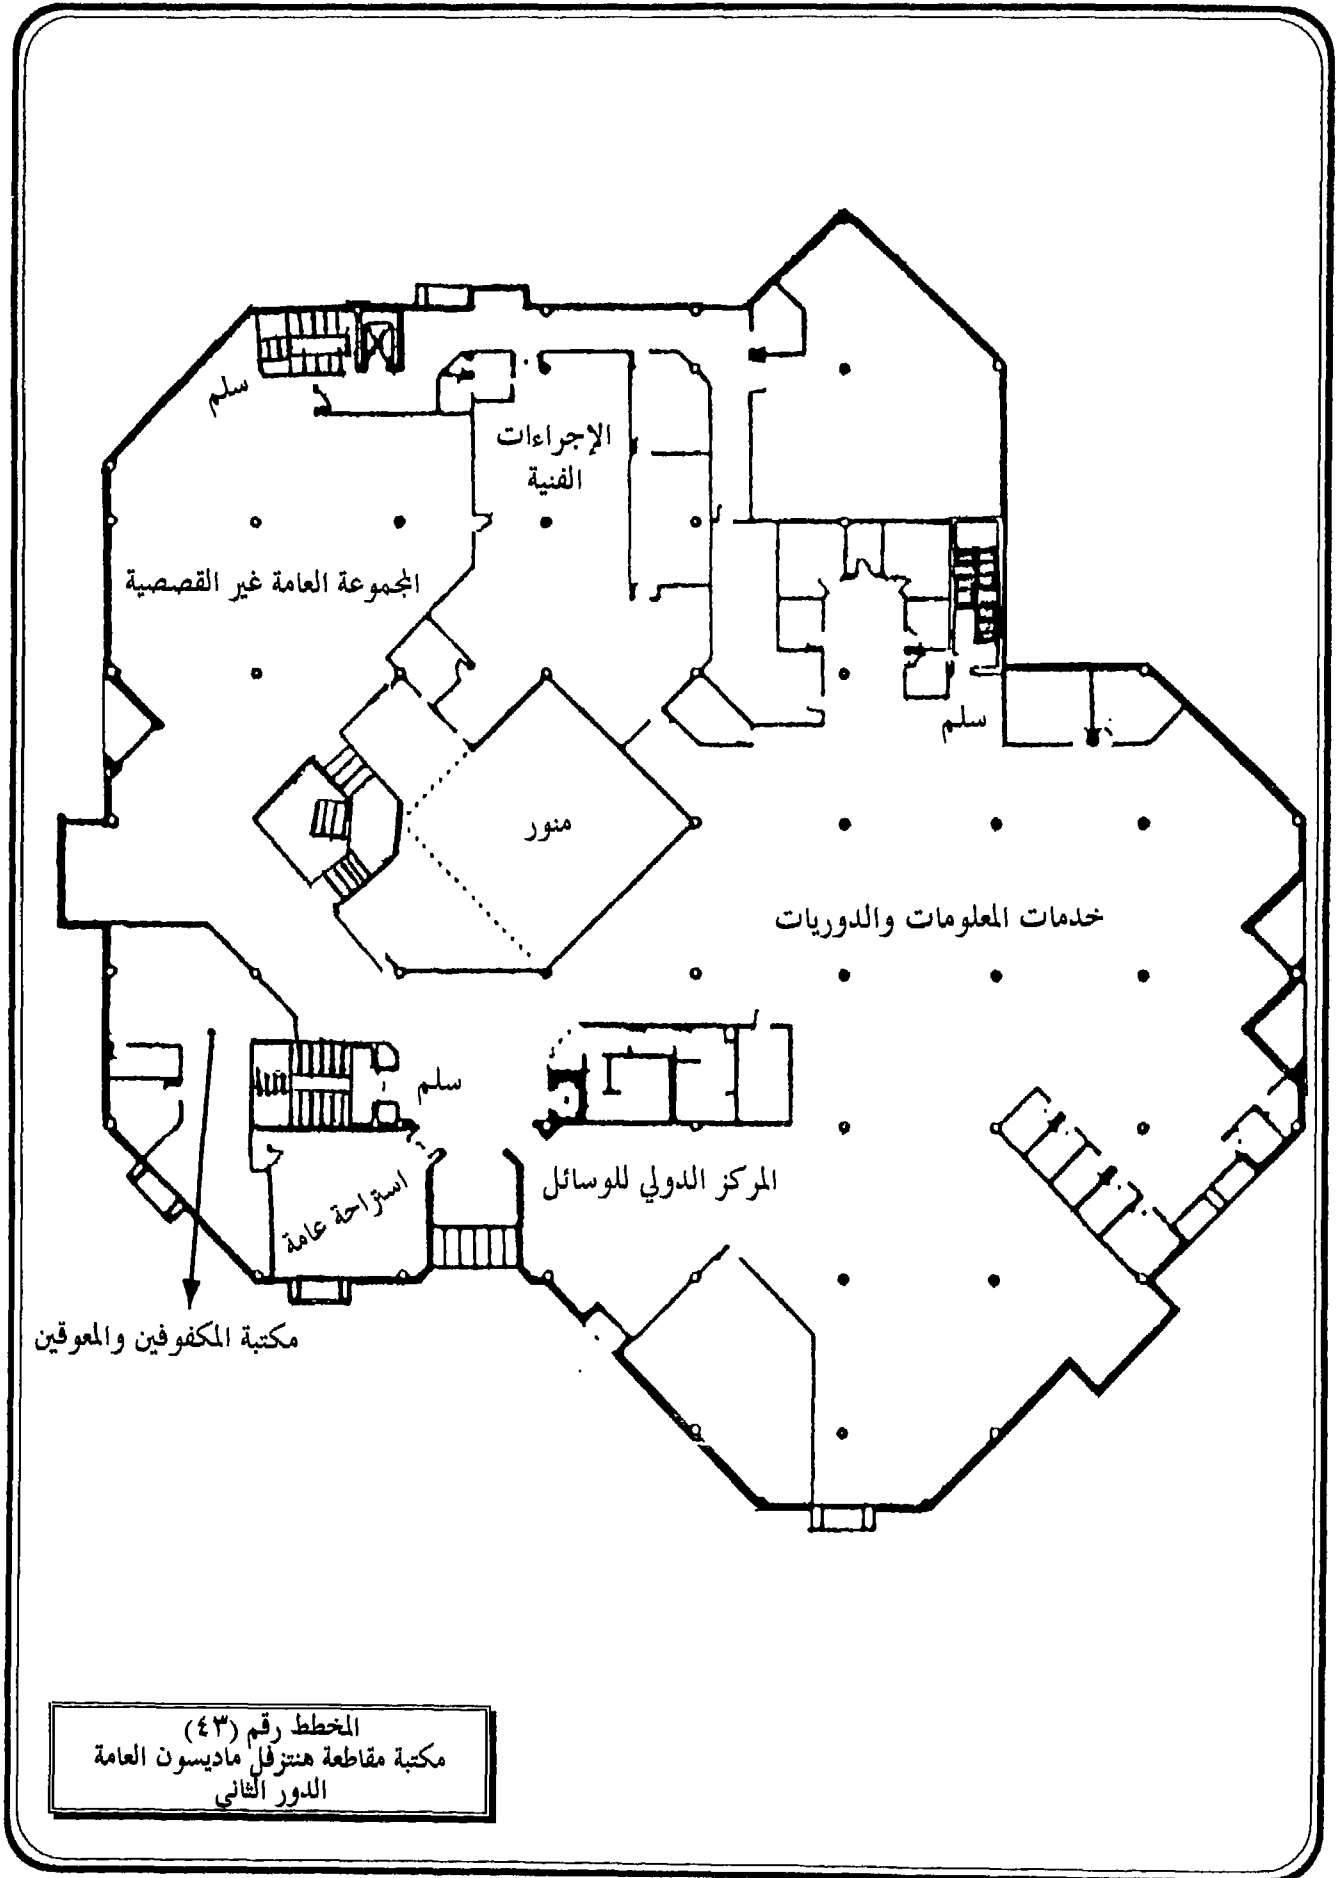 سلم
الإجراءات
الفنية
المجموعة العامة غير القصصية
سلم
منور
خدمات المعلومات والدوريات
سلم
المركز الدولي للوسائل
استراحة عامة
مكتبة المكفوفين والمعوقين
المخطط رقم (٤٣)
مكتبة مقاطعة هنتزفل ماديسون العامة
الدور الثاني